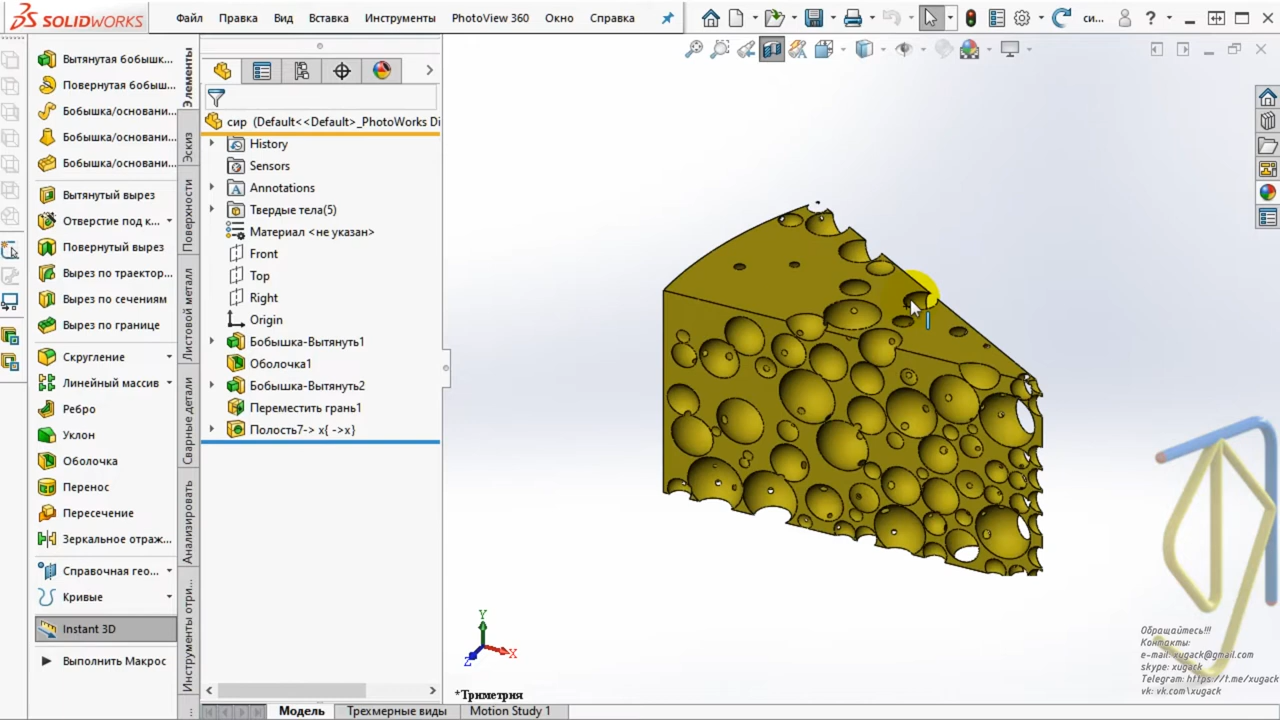 SOLIDWORKS
Файл Правка Вид Вставка Инструменты PhotoView 360 Окно Справка
си...
Вытянутая бобышк...
Повернутая бобыш...
Бобышка/основани...
Бобышка/основани...
Бобышка/основани...
Вытянутый вырез
Отверстие под к...
Повернутый вырез
Вырез по траектор...
Вырез по сечениям
Вырез по границе
Скругление
Линейный массив
Ребро
Уклон
Оболочка
Перенос
Пересечение
Зеркальное отраж...
Справочная гео...
Кривые
Instant 3D
Выполнить Макрос
Элементы
Эскиз
Поверхности
Листовой металл
Сварные детали
Анализировать
Инструменты отри...
сир (Default<<Default>_PhotoWorks Di
History
Sensors
Annotations
Твердые тела(5)
Материал <не указан>
Front
Top
Right
Origin
Бобышка-Вытянуть1
Оболочка1
Бобышка-Вытянуть2
Переместить грань1
Полость7-> x{ ->x}
Y
X
Z
*Триметрия
Модель Трехмерные виды Motion Study 1
Обращайтесь!!!
Контакты:
e-mail: xugack@gmail.com
skype: xugack
Telegram: https://t.me/xugack
vk: vk.com\xugack